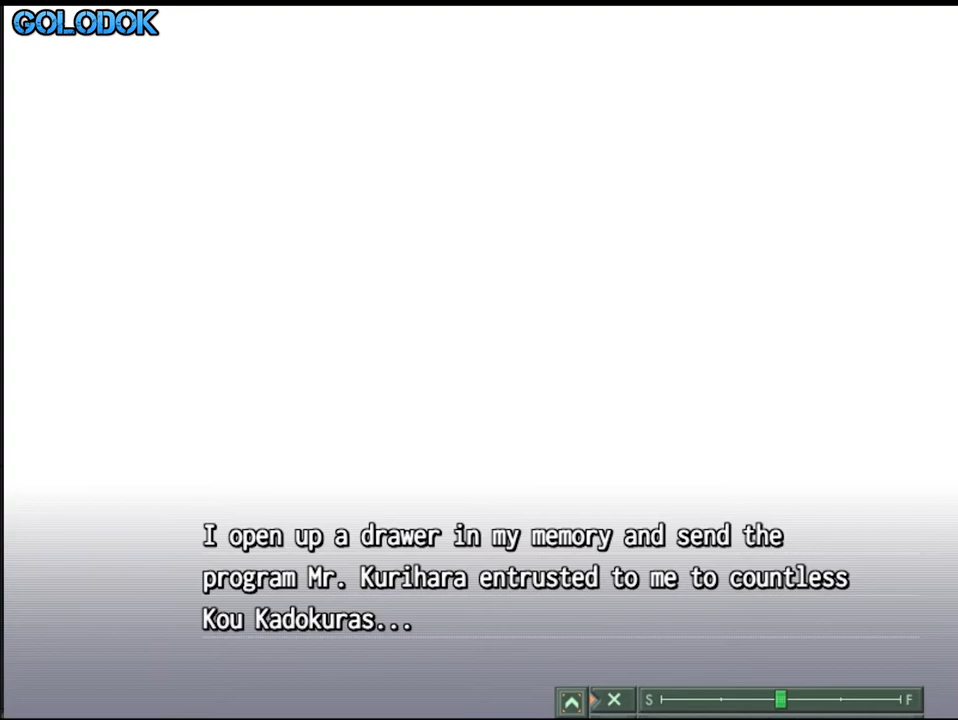 GOLODOK
I open up a drawer in my memory and send the
program Mr. Kurihara entrusted to me to countless
Kou Kadokuras...
S F